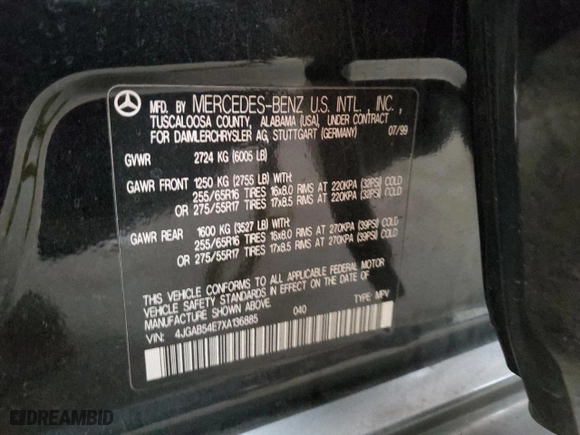 MFD. BY MERCEDES-BENZ U.S. INTL., INC.,
TUSCALOOSA COUNTY, ALABAMA (USA), UNDER CONTRACT
FOR DAIMLERCHRYSLER AG, STUTTGART (GERMANY) 07/99
GVWR 2724 KG (6005 LB)
GAWR FRONT 1250 KG (2755 LB) WITH
255/65R16 TIRES 16x8.0 RIMS AT 220KPA (32PSI) COLD
OR 275/55R17 TIRES 17x8.5 RIMS AT 220KPA (32PSI) COLD
GAWR REAR 1600 KG (3527 LB) WITH
255/65R16 TIRES 16x8.0 RIMS AT 270KPA (39PSI) COLD
OR 275/55R17 TIRES 17x8.5 RIMS AT 270KPA (39PSI) COLD
THIS VEHICLE CONFORMS TO ALL APPLICABLE FEDERAL MOTOR
VEHICLE SAFETY STANDARDS IN EFFECT ON THE DATE OF
MANUFACTURE SHOWN ABOVE.
VIN: 4JGAB54E7XA136885 040 TYPE: MPV
DREAMBID